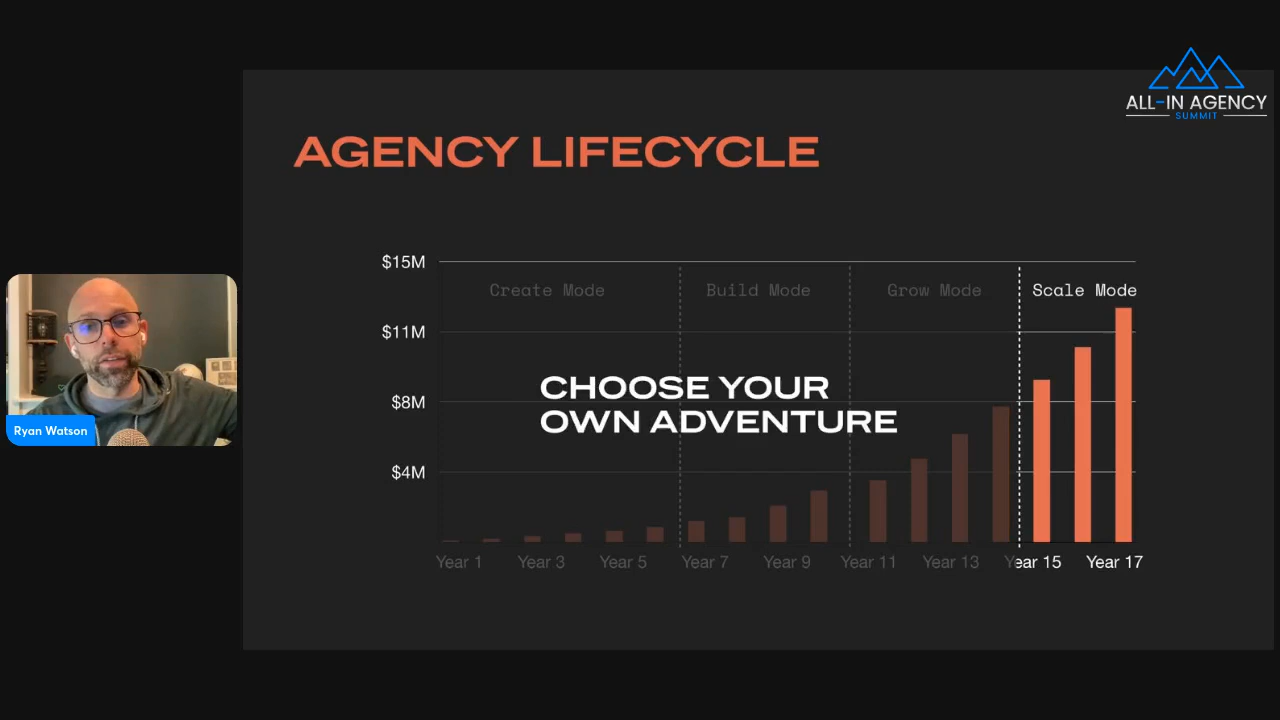 ALL-IN AGENCY
SUMMIT
AGENCY LIFECYCLE
$15M
Create Mode
Build Mode
Grow Mode
Scale Mode
$11M
CHOOSE YOUR
$8M
OWN ADVENTURE
Ryan Watson
$4M
Year 1
Year 3
Year 5
Year 7
Year 9
Year 11
Year 13
Year 15
Year 17